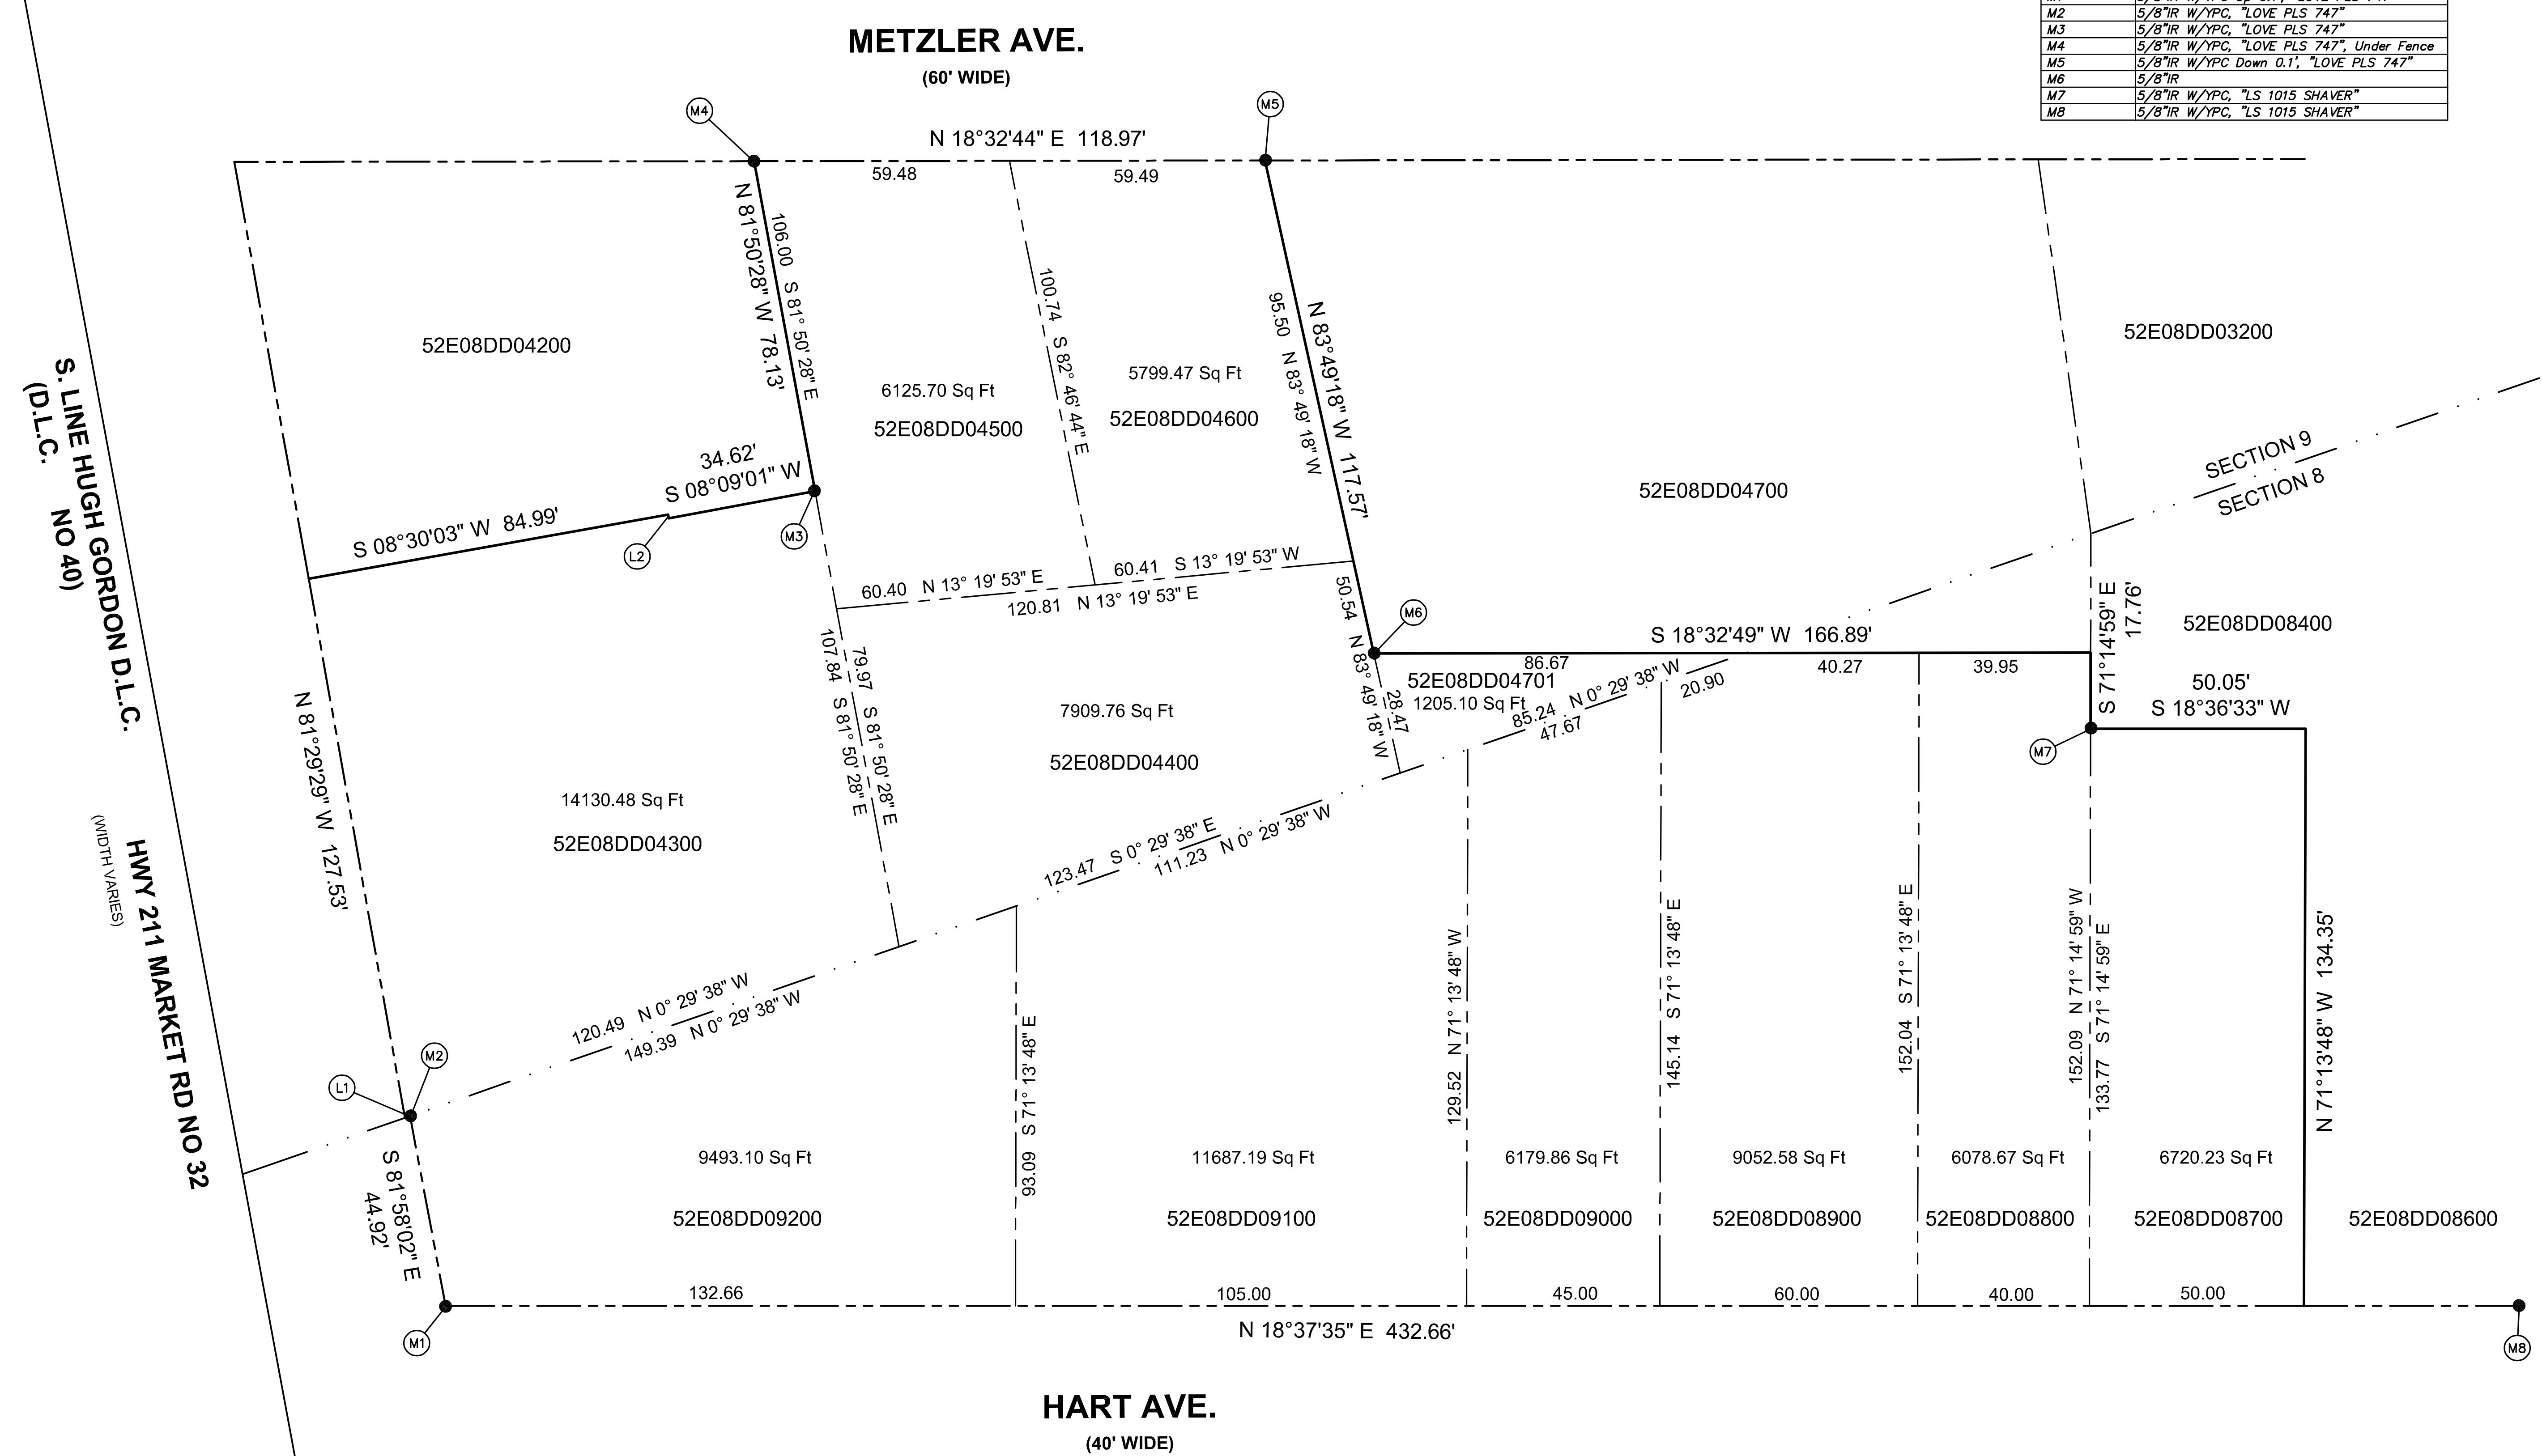 METZLER AVE.
(60' WIDE)
M2 5/8"IR W/YPC, "LOVE PLS 747"
M3 5/8"IR W/YPC, "LOVE PLS 747"
M4 5/8"IR W/YPC, "LOVE PLS 747", Under Fence
M5 5/8"IR W/YPC Down 0.1', "LOVE PLS 747"
M6 5/8"IR
M7 5/8"IR W/YPC, "LS 1015 SHAVER"
M8 5/8"IR W/YPC, "LS 1015 SHAVER"
M4
M5
N 18°32'44" E 118.97'
59.48
59.49
N 81°50'28" W 78.13'
106.00 S 81° 50' 28" E
100.74 S 82° 46' 44" E
N 83°49'18" W 117.57'
95.50 N 83° 49' 18" W
52E08DD04200
6125.70 Sq Ft
52E08DD04500
5799.47 Sq Ft
52E08DD04600
52E08DD04700
52E08DD03200
SECTION 9
SECTION 8
S. LINE HUGH GORDON D.L.C.
(D.L.C. NO 40)
34.62'
S 08°09'01" W
S 08°30'03" W 84.99'
L2
M3
60.40 N 13° 19' 53" E
60.41 S 13° 19' 53" W
120.81 N 13° 19' 53" E
50.54 N 83° 49' 18" W
M6
S 18°32'49" W 166.89'
86.67
40.27
39.95
S 71°14'59" E
17.76'
52E08DD08400
50.05'
S 18°36'33" W
52E08DD04701
1205.10 Sq Ft
28.47
85.24 N 0° 29' 38" W
47.67
20.90
M7
N 81°29'29" W 127.53'
107.84 S 81° 50' 28" E
79.97 S 81° 50' 28" E
7909.76 Sq Ft
52E08DD04400
14130.48 Sq Ft
52E08DD04300
123.47 S 0° 29' 38" E
111.23 N 0° 29' 38" W
HWY 211 MARKET RD NO 32
(WIDTH VARIES)
120.49 N 0° 29' 38" W
149.39 N 0° 29' 38" W
L1
M2
S 81°58'02" E
44.92'
93.09 S 71° 13' 48" E
129.52 N 71° 13' 48" W
145.14 S 71° 13' 48" E
152.04 S 71° 13' 48" E
152.09 N 71° 14' 59" W
133.77 S 71° 14' 59" E
N 71°13'48" W 134.35'
9493.10 Sq Ft
11687.19 Sq Ft
6179.86 Sq Ft
9052.58 Sq Ft
6078.67 Sq Ft
6720.23 Sq Ft
52E08DD09200
52E08DD09100
52E08DD09000
52E08DD08900
52E08DD08800
52E08DD08700
52E08DD08600
132.66
105.00
45.00
60.00
40.00
50.00
M1
N 18°37'35" E 432.66'
M8
HART AVE.
(40' WIDE)